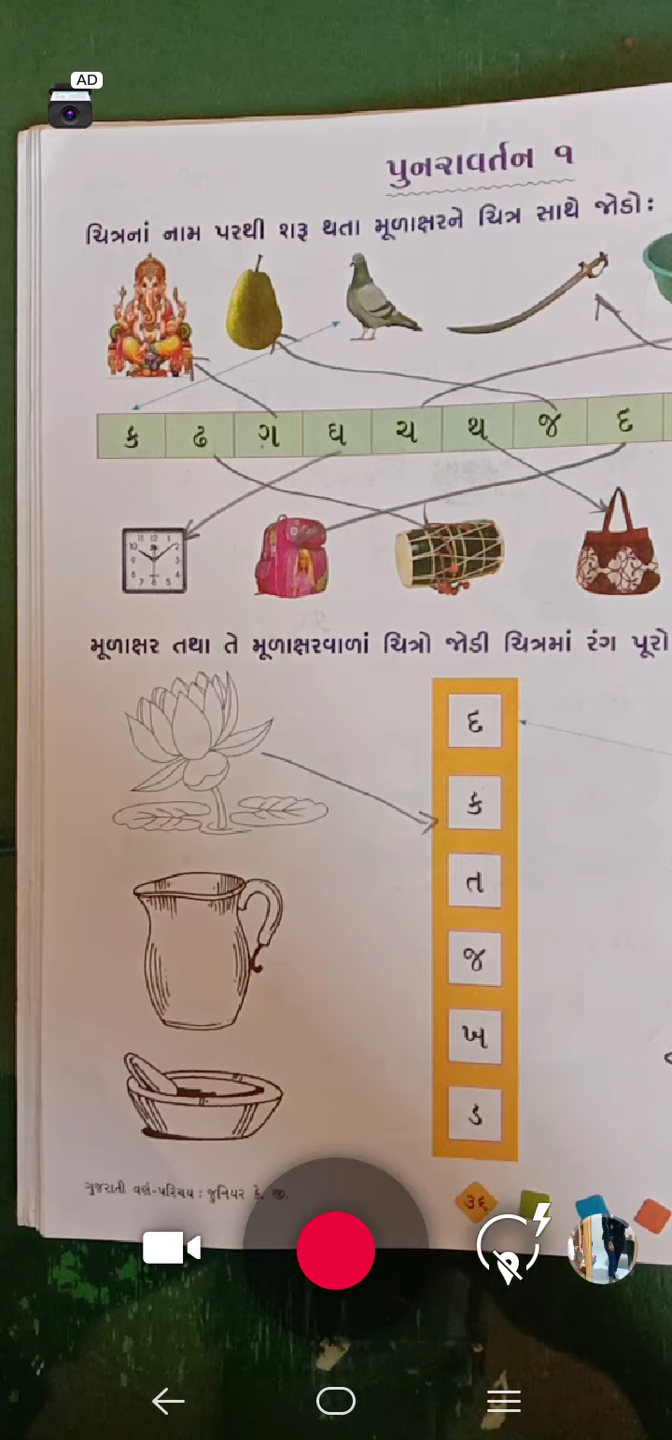 AD
પુનરાવર્તન ૧
ચિત્રનાં નામ પરથી શરૂ થતા મૂળાક્ષરને ચિત્ર સાથે જોડો :
ક ઢ ગ ઘ ચ થ જ દ
મૂળાક્ષર તથા તે મૂળાક્ષરવાળાં ચિત્રો જોડી ચિત્રમાં રંગ પૂરો
દ
ક
ત
જ
ખ
ડ
ગુજરાતી વર્ણ-પરિચય : જુનિયર કે. જી.
૩૬